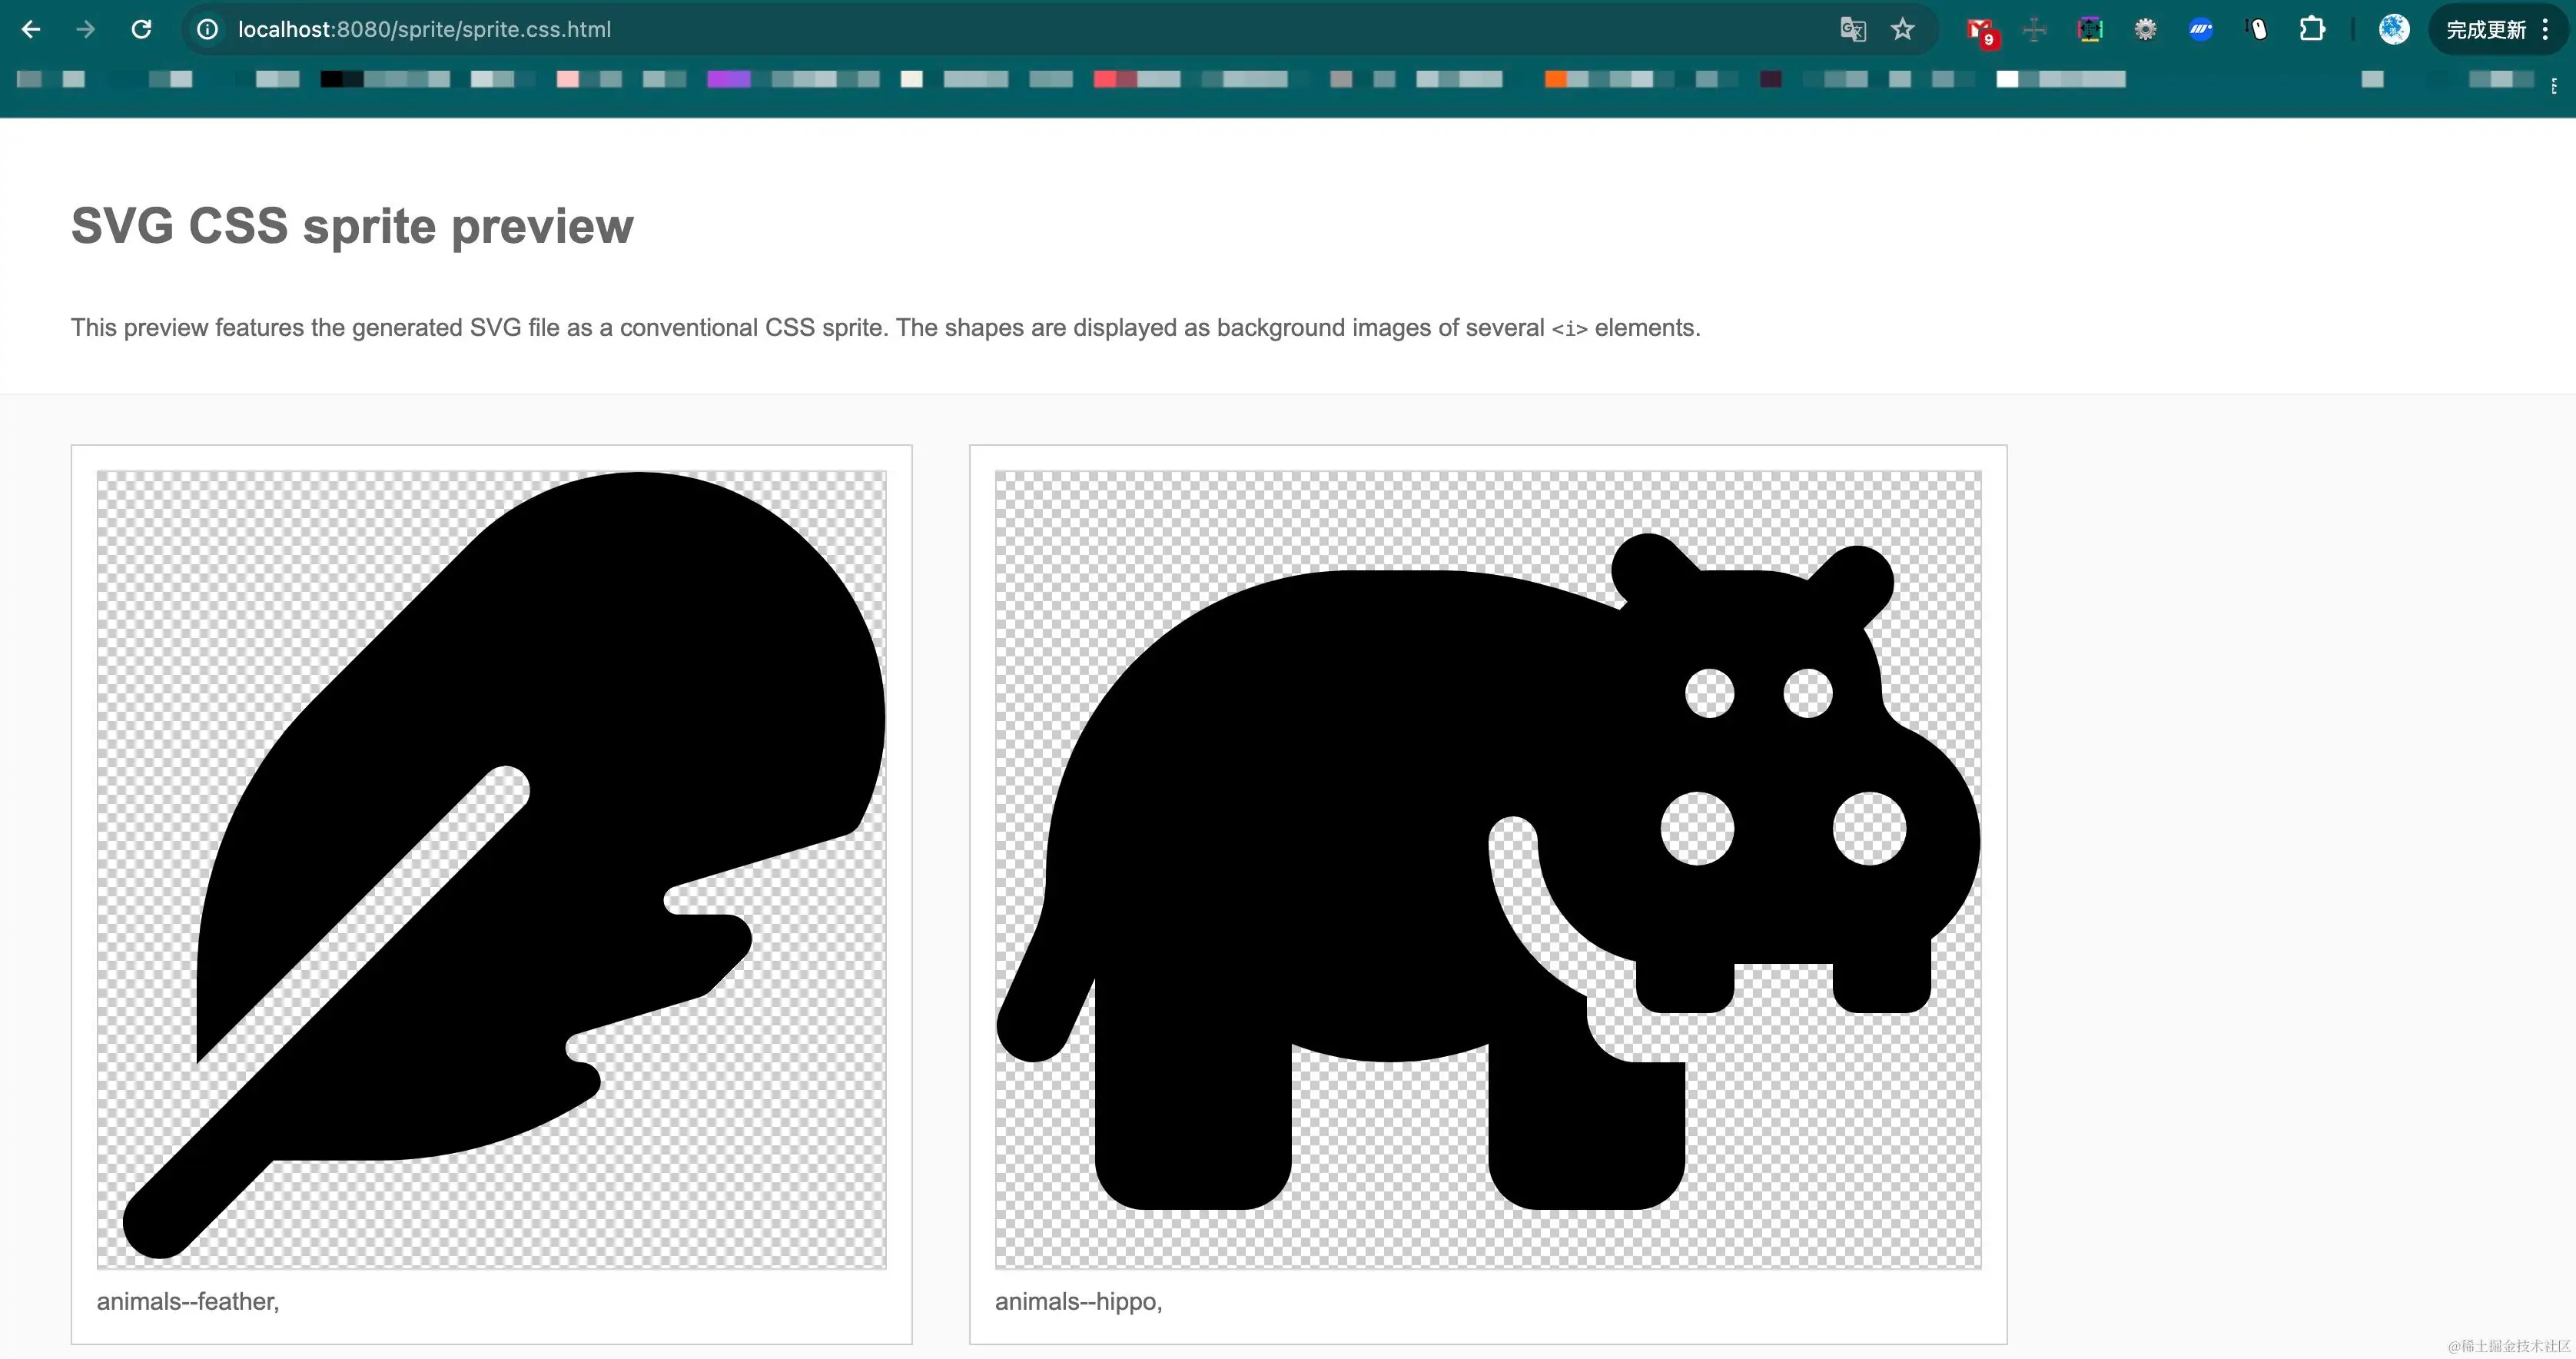 localhost:8080/sprite/sprite.css.html
9
完成更新
SVG CSS sprite preview
This preview features the generated SVG file as a conventional CSS sprite. The shapes are displayed as background images of several <i> elements.
animals--feather,
animals--hippo,
@稀土掘金技术社区